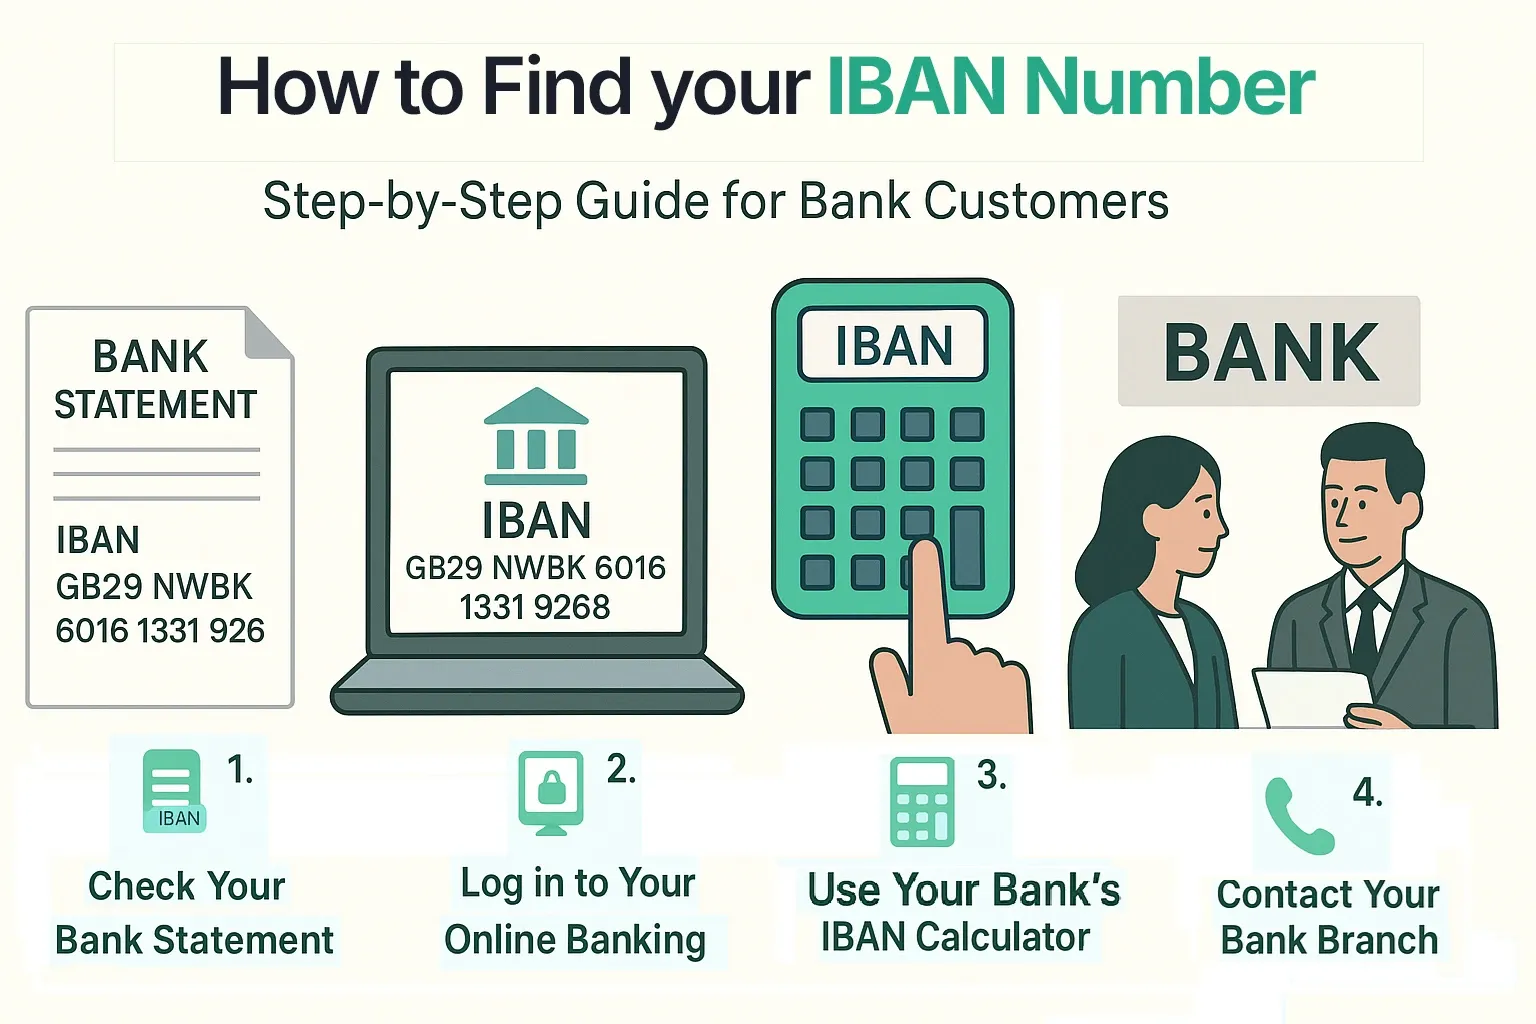 How to Find your IBAN Number
Step-by-Step Guide for Bank Customers
BANK
STATEMENT
IBAN
GB29 NWBK
6016 1331 926
IBAN
GB29 NWBK 6016
1331 9268
IBAN
BANK
IBAN
1.
Check Your
Bank Statement
2.
Log in to Your
Online Banking
3.
Use Your Bank's
IBAN Calculator
4.
Contact Your
Bank Branch